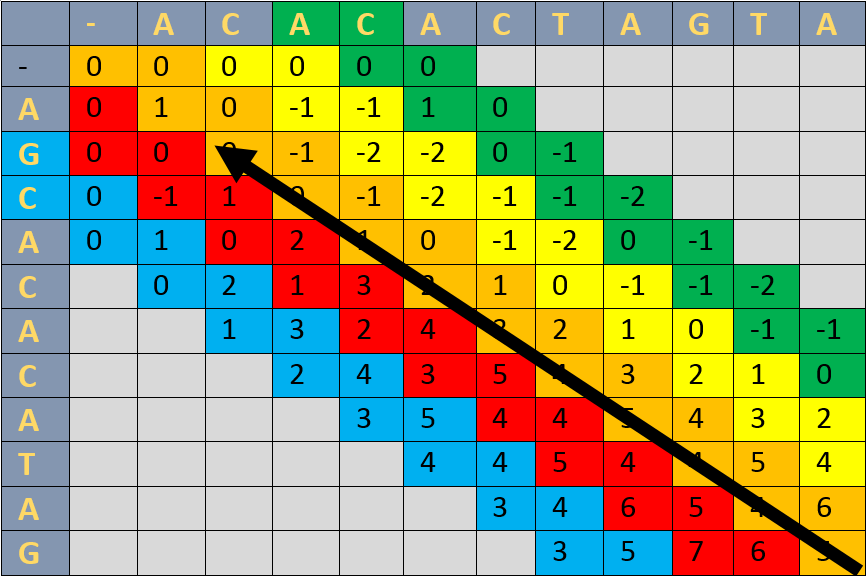 - A C A C A C T A G T A
- 0 0 0 0 0 0
A 0 1 0 -1 -1 1 0
G 0 0 0 -1 -2 -2 0 -1
C 0 -1 1 0 -1 -2 -1 -1 -2
A 0 1 0 2 1 0 -1 -2 0 -1
C 0 2 1 3 2 1 0 -1 -1 -2
A 1 3 2 4 3 2 1 0 -1 -1
C 2 4 3 5 4 3 2 1 0
A 3 5 4 4 5 4 3 2
T 4 4 5 4 4 5 4
A 3 4 6 5 4 6
G 3 5 7 6 5